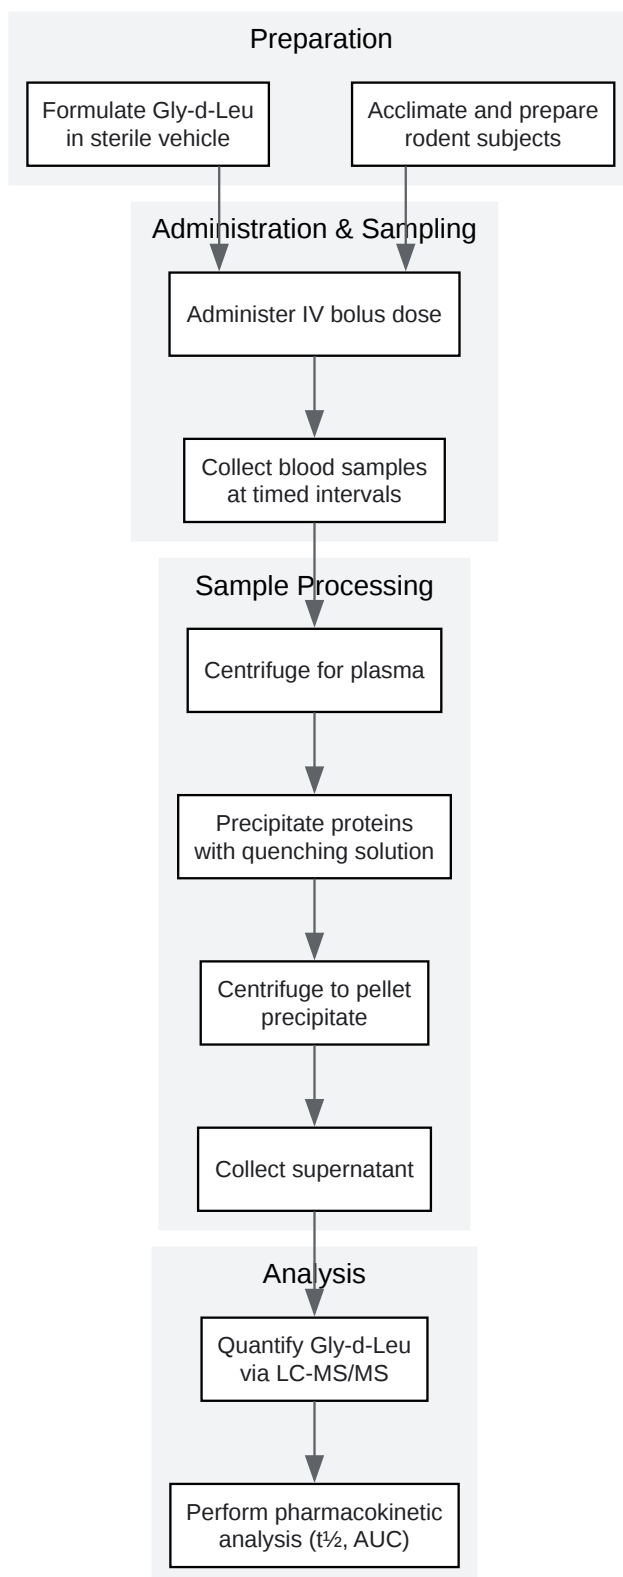 Preparation
Formulate Gly-d-Leu
in sterile vehicle
Acclimate and prepare
rodent subjects
Administration & Sampling
Administer IV bolus dose
Collect blood samples
at timed intervals
Sample Processing
Centrifuge for plasma
Precipitate proteins
with quenching solution
Centrifuge to pellet
precipitate
Collect supernatant
Analysis
Quantify Gly-d-Leu
via LC-MS/MS
Perform pharmacokinetic
analysis (t½, AUC)